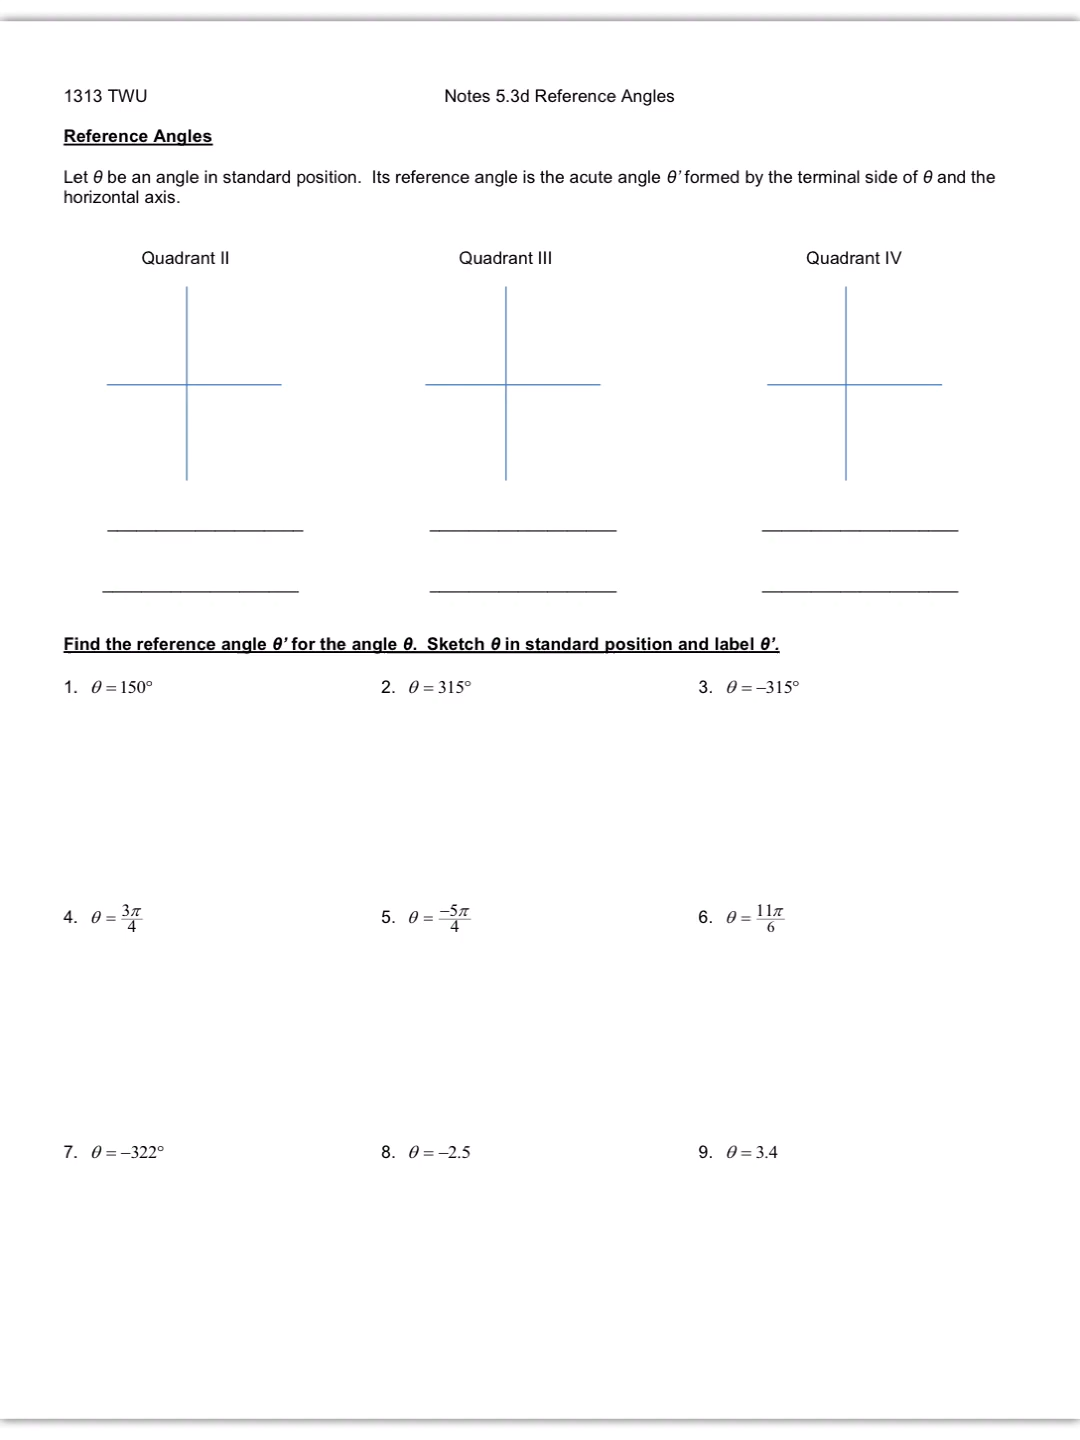 1313 TWU Notes 5.3d Reference Angles
Reference Angles
Let θ be an angle in standard position. Its reference angle is the acute angle θ' formed by the terminal side of θ and the
horizontal axis.
Quadrant II Quadrant III Quadrant IV
Find the reference angle θ' for the angle θ. Sketch θ in standard position and label θ'.
1. θ = 150° 2. θ = 315° 3. θ = –315°
4. θ = 3π/4 5. θ = –5π/4 6. θ = 11π/6
7. θ = –322° 8. θ = –2.5 9. θ = 3.4